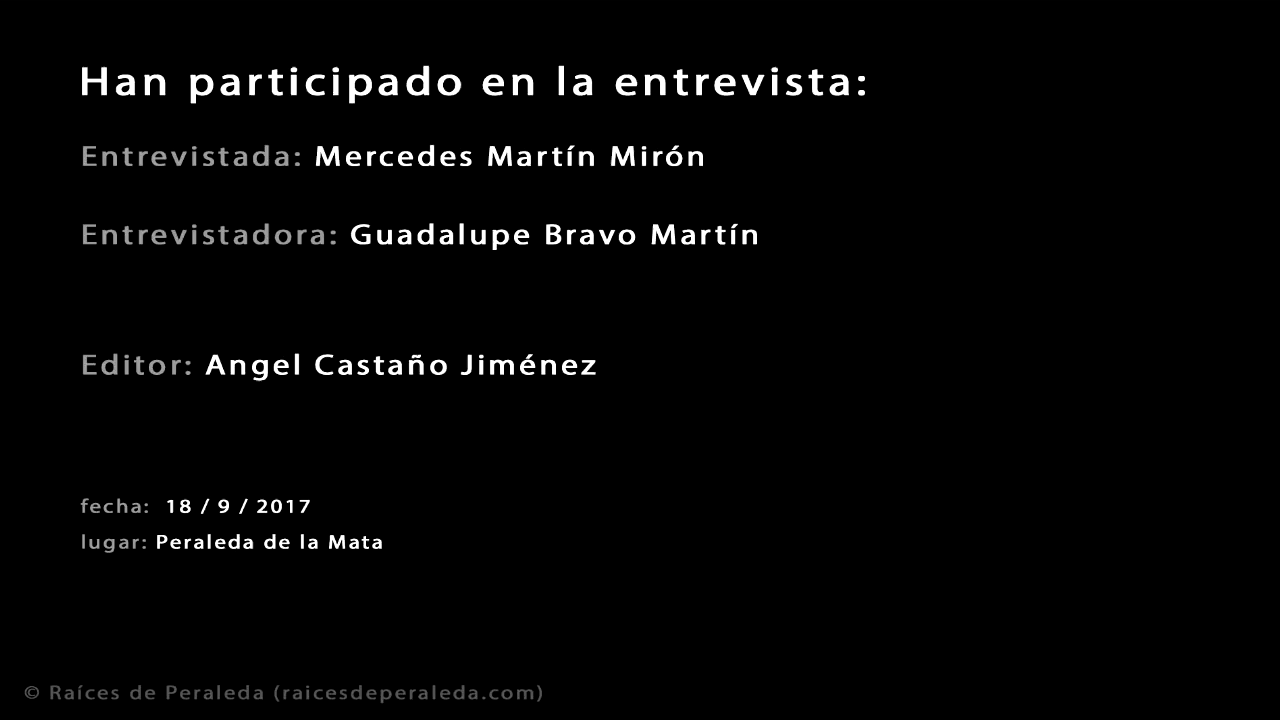 Han participado en la entrevista:
Entrevistada: Mercedes Martín Mirón
Entrevistadora: Guadalupe Bravo Martín
Editor: Angel Castaño Jiménez
fecha: 18 / 9 / 2017
lugar: Peraleda de la Mata
© Raíces de Peraleda (raicesdeperaleda.com)